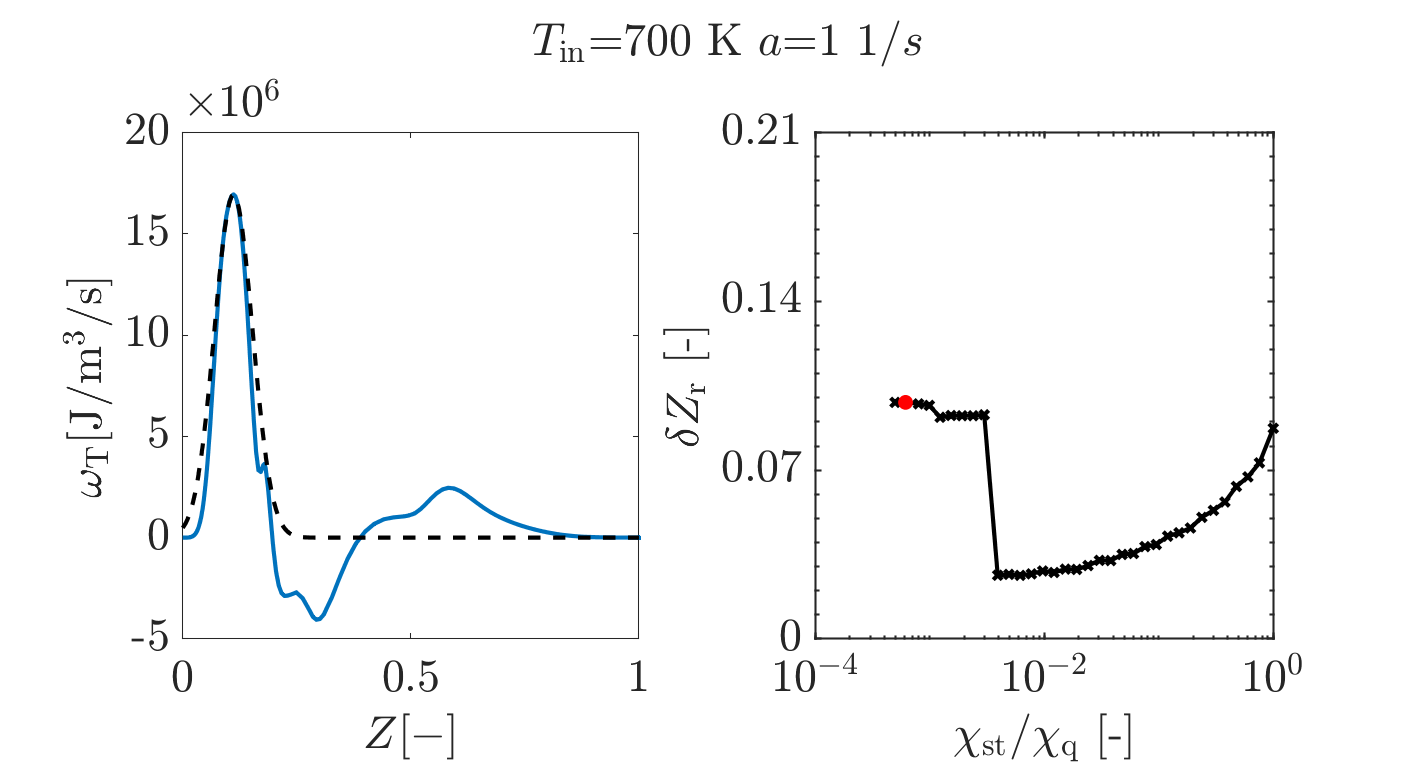 T_in=700 K a=1 1/s
×10^6
20
15
10
5
0
-5
0 0.5 1
Z[−]
ω_T[J/m^3/s]
0.21
0.14
0.07
0
10^−4 10^−2 10^0
χ_st/χ_q [-]
δZ_r [-]